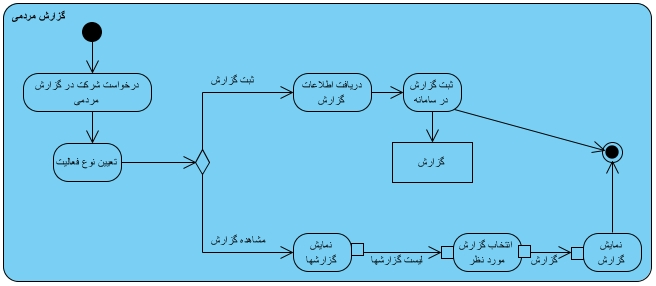 گزارش مردمی
درخواست شرکت در گزارش
مردمی
تعیین نوع فعالیت
ثبت گزارش
دریافت اطلاعات
گزارش
ثبت گزارش
در سامانه
گزارش
مشاهده گزارش
نمایش
گزارشها
لیست گزارشها
انتخاب گزارش
مورد نظر
گزارش
نمایش
گزارش